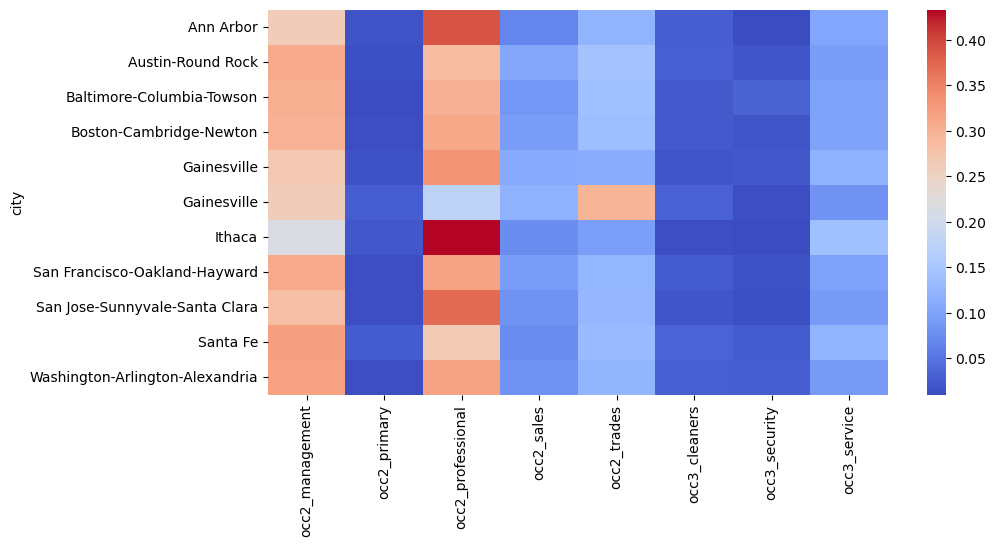 city
Ann Arbor
Austin-Round Rock
Baltimore-Columbia-Towson
Boston-Cambridge-Newton
Gainesville
Gainesville
Ithaca
San Francisco-Oakland-Hayward
San Jose-Sunnyvale-Santa Clara
Santa Fe
Washington-Arlington-Alexandria
occ2_management
occ2_primary
occ2_professional
occ2_sales
occ2_trades
occ3_cleaners
occ3_security
occ3_service
0.40
0.35
0.30
0.25
0.20
0.15
0.10
0.05